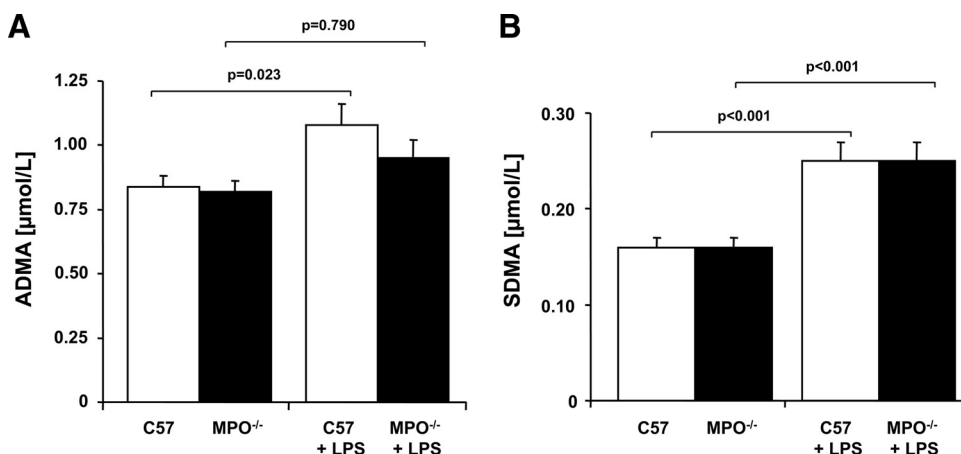 A
p=0.790
p=0.023
1.25
1.00
0.75
0.50
0.25
0
ADMA [µmol/L]
C57
MPO-/-
C57
+ LPS
MPO-/-
+ LPS
B
p<0.001
p<0.001
0.30
0.20
0.10
0
SDMA [µmol/L]
C57
MPO-/-
C57
+ LPS
MPO-/-
+ LPS